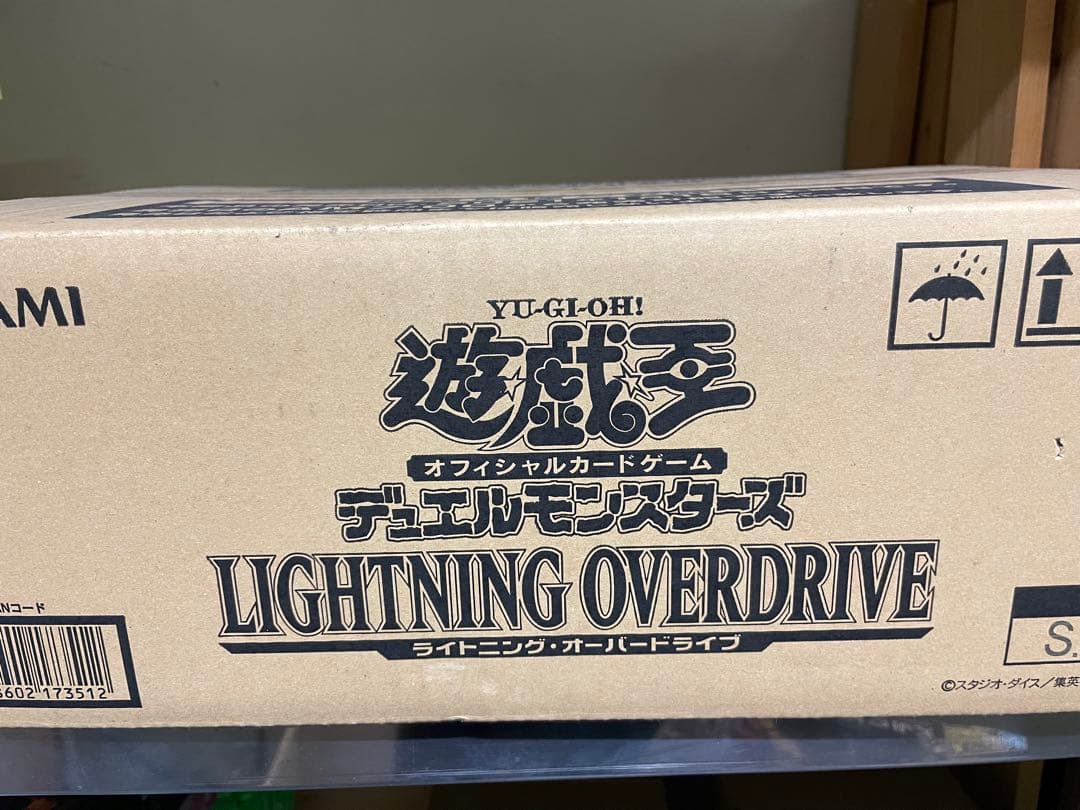 AMI
YU-GI-OH!
遊戯王
オフィシャルカードゲーム
デュエルモンスターズ
LIGHTNING OVERDRIVE
ライトニング・オーバードライブ
Nコード
602 173512
S.
©スタジオ・ダイス/集英